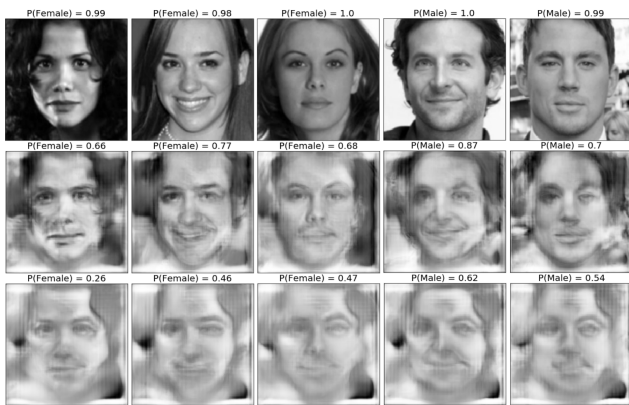 P(Female) = 0.99 P(Female) = 0.98 P(Female) = 1.0 P(Male) = 1.0 P(Male) = 0.99
P(Female) = 0.66 P(Female) = 0.77 P(Female) = 0.68 P(Male) = 0.87 P(Male) = 0.7
P(Female) = 0.26 P(Female) = 0.46 P(Female) = 0.47 P(Male) = 0.62 P(Male) = 0.54